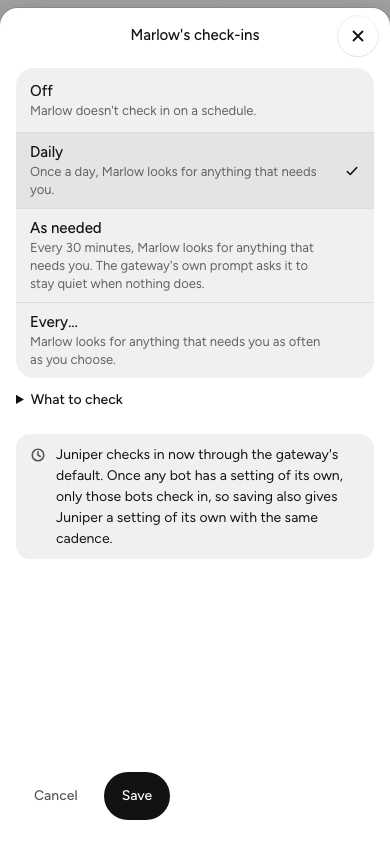 Marlow's check-ins
Off
Marlow doesn't check in on a schedule.
Daily
Once a day, Marlow looks for anything that needs
you.
As needed
Every 30 minutes, Marlow looks for anything that
needs you. The gateway's own prompt asks it to
stay quiet when nothing does.
Every...
Marlow looks for anything that needs you as often
as you choose.
What to check
Juniper checks in now through the gateway's
default. Once any bot has a setting of its own,
only those bots check in, so saving also gives
Juniper a setting of its own with the same
cadence.
Cancel
Save